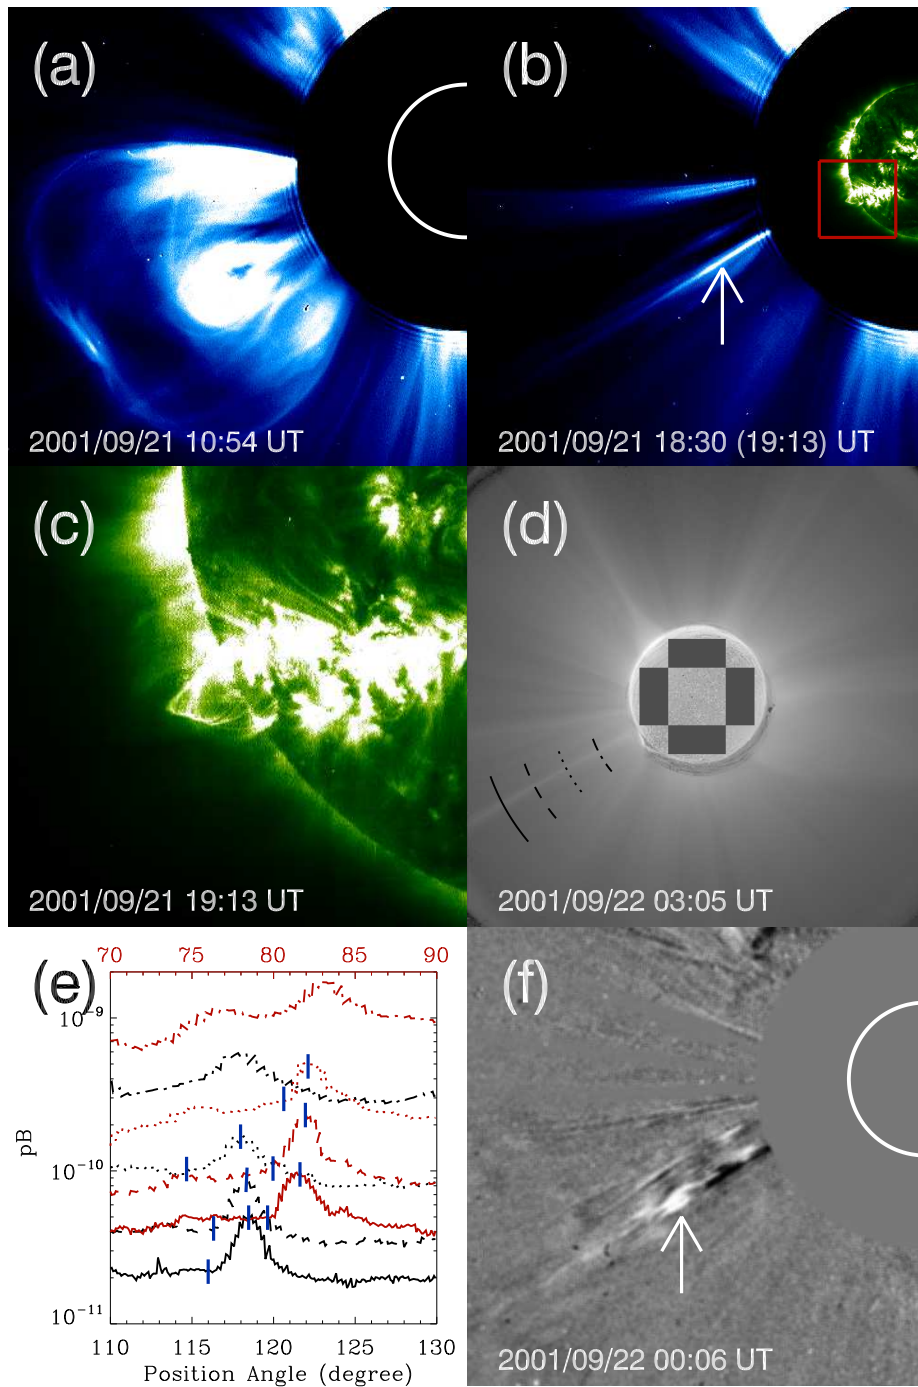 (a)
(b)
2001/09/21 10:54 UT
2001/09/21 18:30 (19:13) UT
(c)
(d)
2001/09/21 19:13 UT
2001/09/22 03:05 UT
(e)
70 75 80 85 90
10⁻⁹
10⁻¹⁰
10⁻¹¹
pB
110 115 120 125 130
Position Angle (degree)
(f)
2001/09/22 00:06 UT